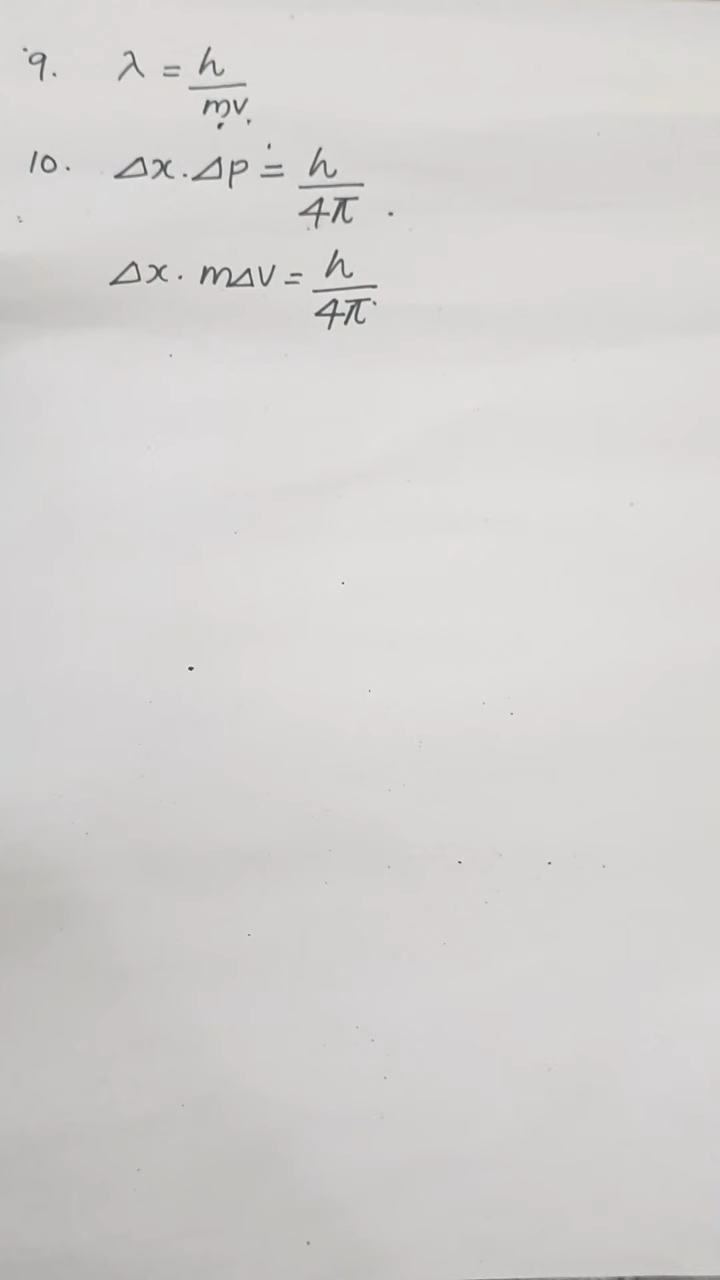 9. λ = h/mv
10. Δx.Δp = h/4π.
Δx. mΔv = h/4π